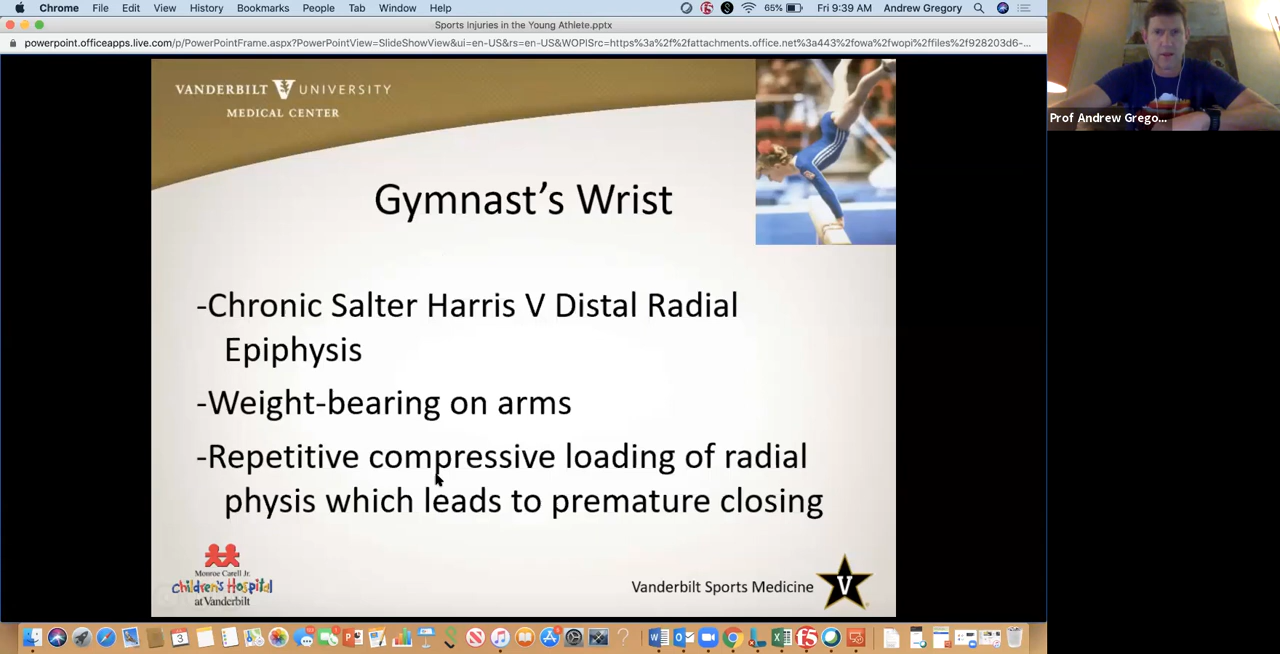 Chrome File Edit View History Bookmarks People Tab Window Help 65% Fri 9:39 AM Andrew Gregory
Sports Injuries in the Young Athlete.pptx
powerpoint.officeapps.live.com/p/PowerPointFrame.aspx?PowerPointView=SlideShowView&ui=en-US&rs=en-US&WOPISrc=https%3a%2f%2fattachments.office.net%3a443%2fowa%2fwopi%2ffiles%2f928203d6-...
VANDERBILT V UNIVERSITY
MEDICAL CENTER
Prof Andrew Grego...
Gymnast's Wrist
-Chronic Salter Harris V Distal Radial
Epiphysis
-Weight-bearing on arms
-Repetitive compressive loading of radial
physis which leads to premature closing
Monroe Carell Jr.
Children's Hospital
at Vanderbilt
Vanderbilt Sports Medicine V